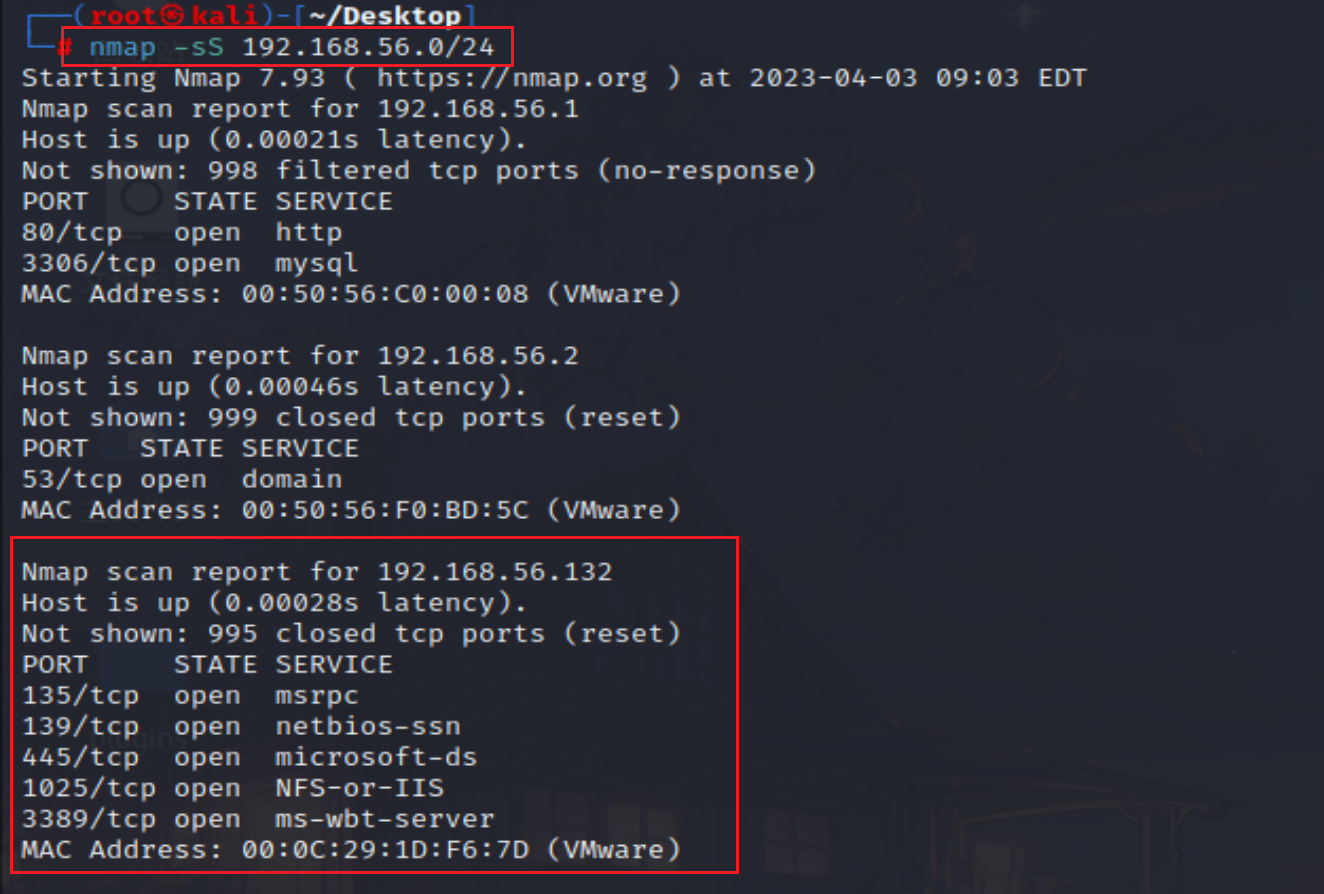 ┌──(root㉿kali)-[~/Desktop]
└─# nmap -sS 192.168.56.0/24
Starting Nmap 7.93 ( https://nmap.org ) at 2023-04-03 09:03 EDT
Nmap scan report for 192.168.56.1
Host is up (0.00021s latency).
Not shown: 998 filtered tcp ports (no-response)
PORT     STATE SERVICE
80/tcp   open  http
3306/tcp open  mysql
MAC Address: 00:50:56:C0:00:08 (VMware)

Nmap scan report for 192.168.56.2
Host is up (0.00046s latency).
Not shown: 999 closed tcp ports (reset)
PORT   STATE SERVICE
53/tcp open  domain
MAC Address: 00:50:56:F0:BD:5C (VMware)

Nmap scan report for 192.168.56.132
Host is up (0.00028s latency).
Not shown: 995 closed tcp ports (reset)
PORT     STATE SERVICE
135/tcp  open  msrpc
139/tcp  open  netbios-ssn
445/tcp  open  microsoft-ds
1025/tcp open  NFS-or-IIS
3389/tcp open  ms-wbt-server
MAC Address: 00:0C:29:1D:F6:7D (VMware)